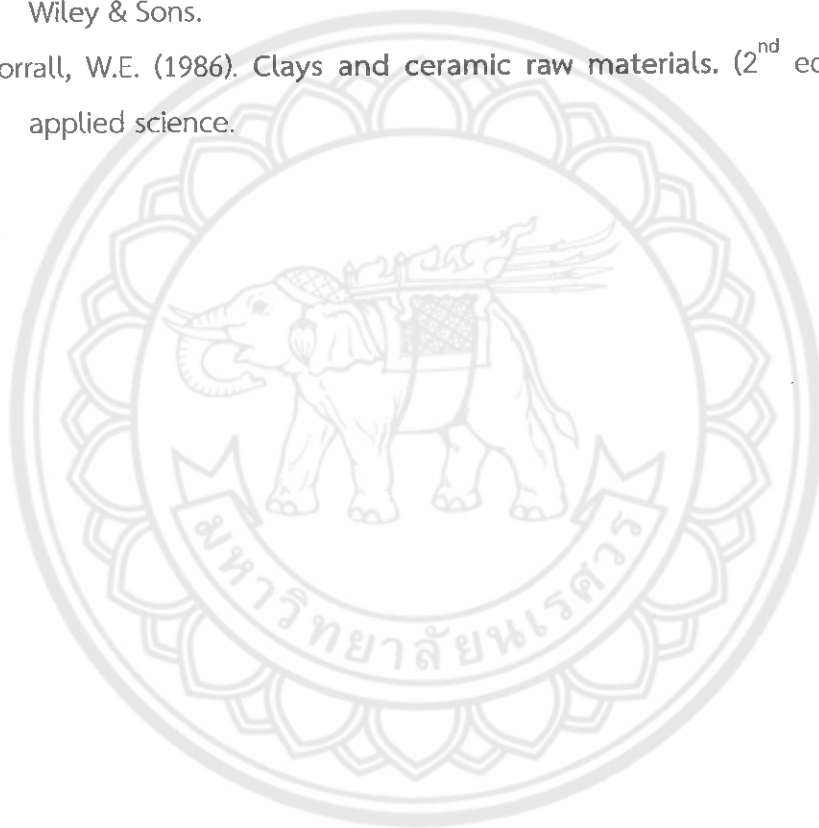 Wiley & Sons.
orrall, W.E. (1986). Clays and ceramic raw materials. (2nd ec
applied science.
มหาวิทยาลัยนเรศวร